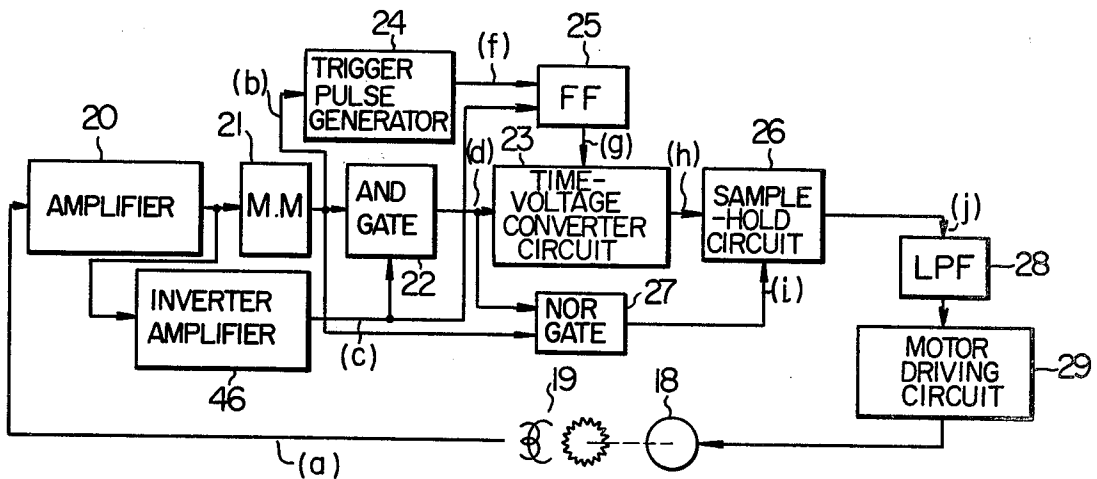 24
(f)
25
TRIGGER
PULSE
GENERATOR
(b)
FF
20
21
(g)
23
(d)
(h)
26
AMPLIFIER
M.M
AND
GATE
TIME-
VOLTAGE
CONVERTER
CIRCUIT
SAMPLE
-HOLD
CIRCUIT
(j)
22
LPF
28
INVERTER
AMPLIFIER
27
(i)
NOR
GATE
(c)
46
MOTOR
DRIVING
CIRCUIT
29
19
18
(a)